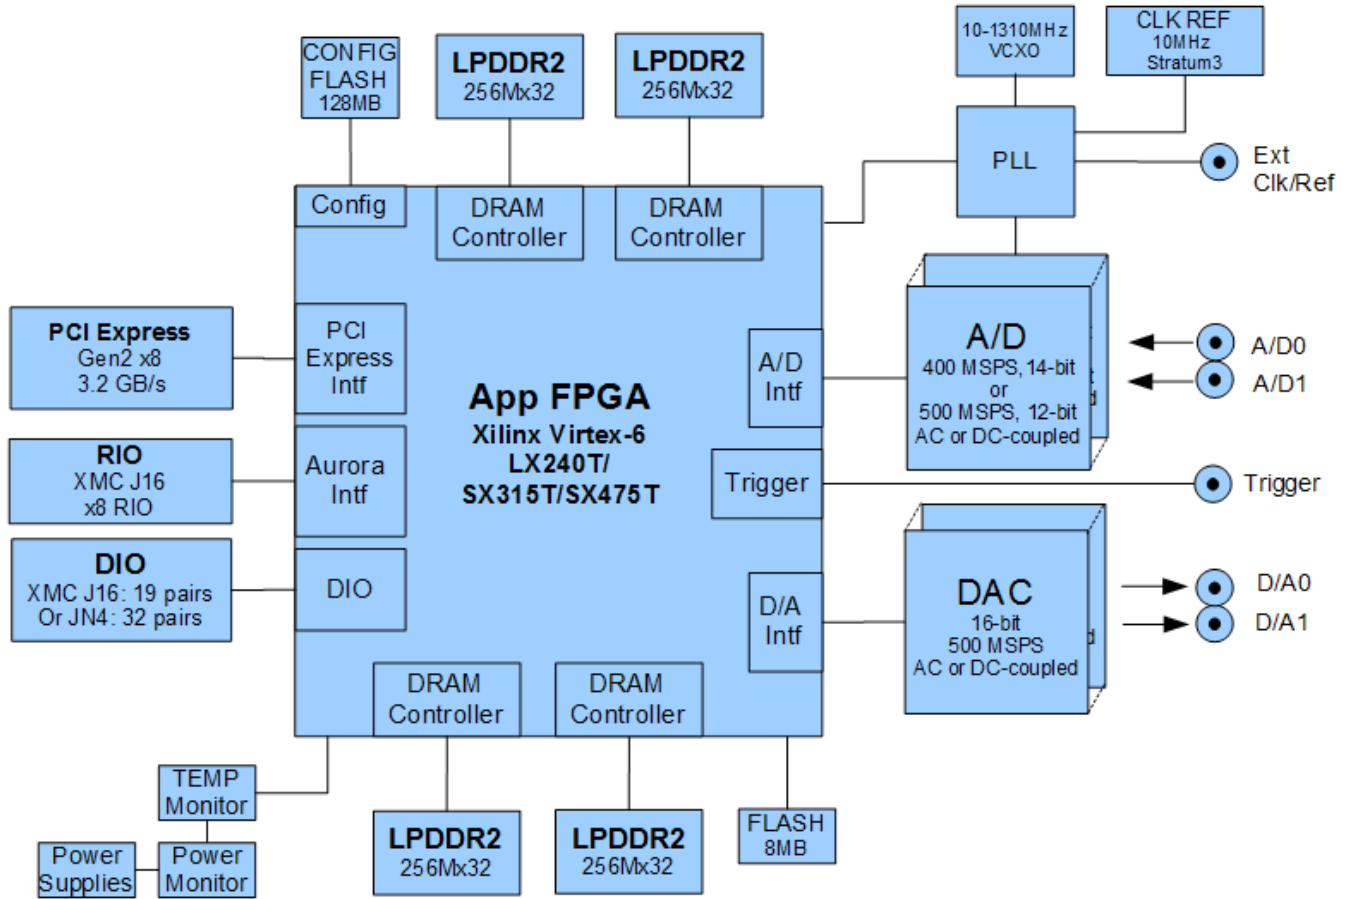 CONFIG
FLASH
128MB
LPDDR2
256Mx32
LPDDR2
256Mx32
10-1310MHz
VCXO
CLK REF
10MHz
Stratum3
PLL
Ext
Clk/Ref
Config
DRAM
Controller
DRAM
Controller
PCI Express
Gen2 x8
3.2 GB/s
PCI
Express
Intf
RIO
XMC J16
x8 RIO
Aurora
Intf
DIO
XMC J16: 19 pairs
Or JN4: 32 pairs
DIO
App FPGA
Xilinx Virtex-6
LX240T/
SX315T/SX475T
A/D
Intf
A/D
400 MSPS, 14-bit
or
500 MSPS, 12-bit
AC or DC-coupled
A/D0
A/D1
Trigger
Trigger
D/A
Intf
DAC
16-bit
500 MSPS
AC or DC-coupled
D/A0
D/A1
DRAM
Controller
DRAM
Controller
TEMP
Monitor
Power
Supplies
Power
Monitor
LPDDR2
256Mx32
LPDDR2
256Mx32
FLASH
8MB